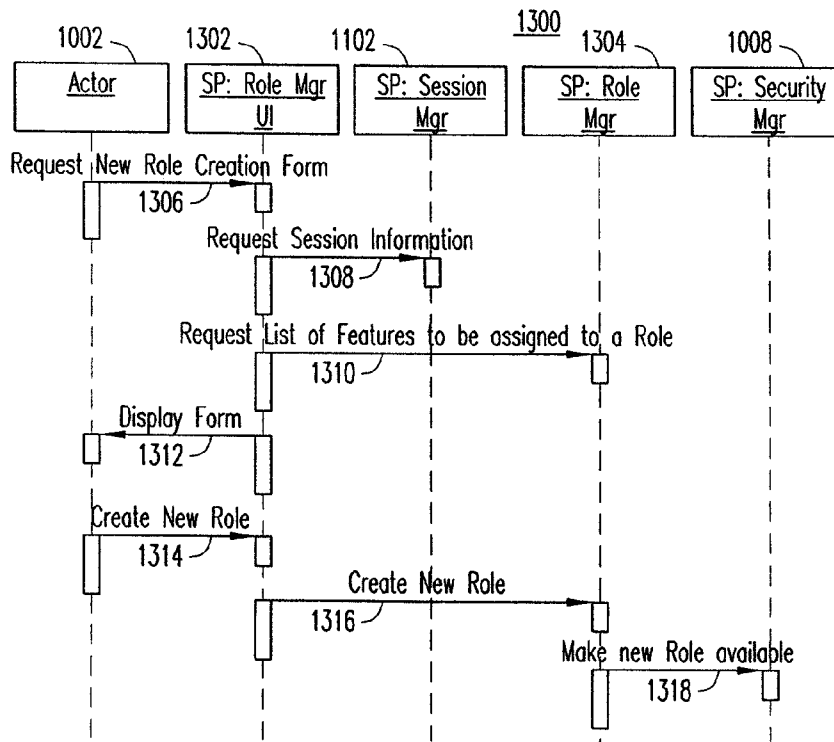 1300
1002
1302
1102
1304
1008
Actor
SP: Role Mgr
UI
SP: Session
Mgr
SP: Role
Mgr
SP: Security
Mgr
Request New Role Creation Form
1306
Request Session Information
1308
Request List of Features to be assigned to a Role
1310
Display Form
1312
Create New Role
1314
Create New Role
1316
Make new Role available
1318